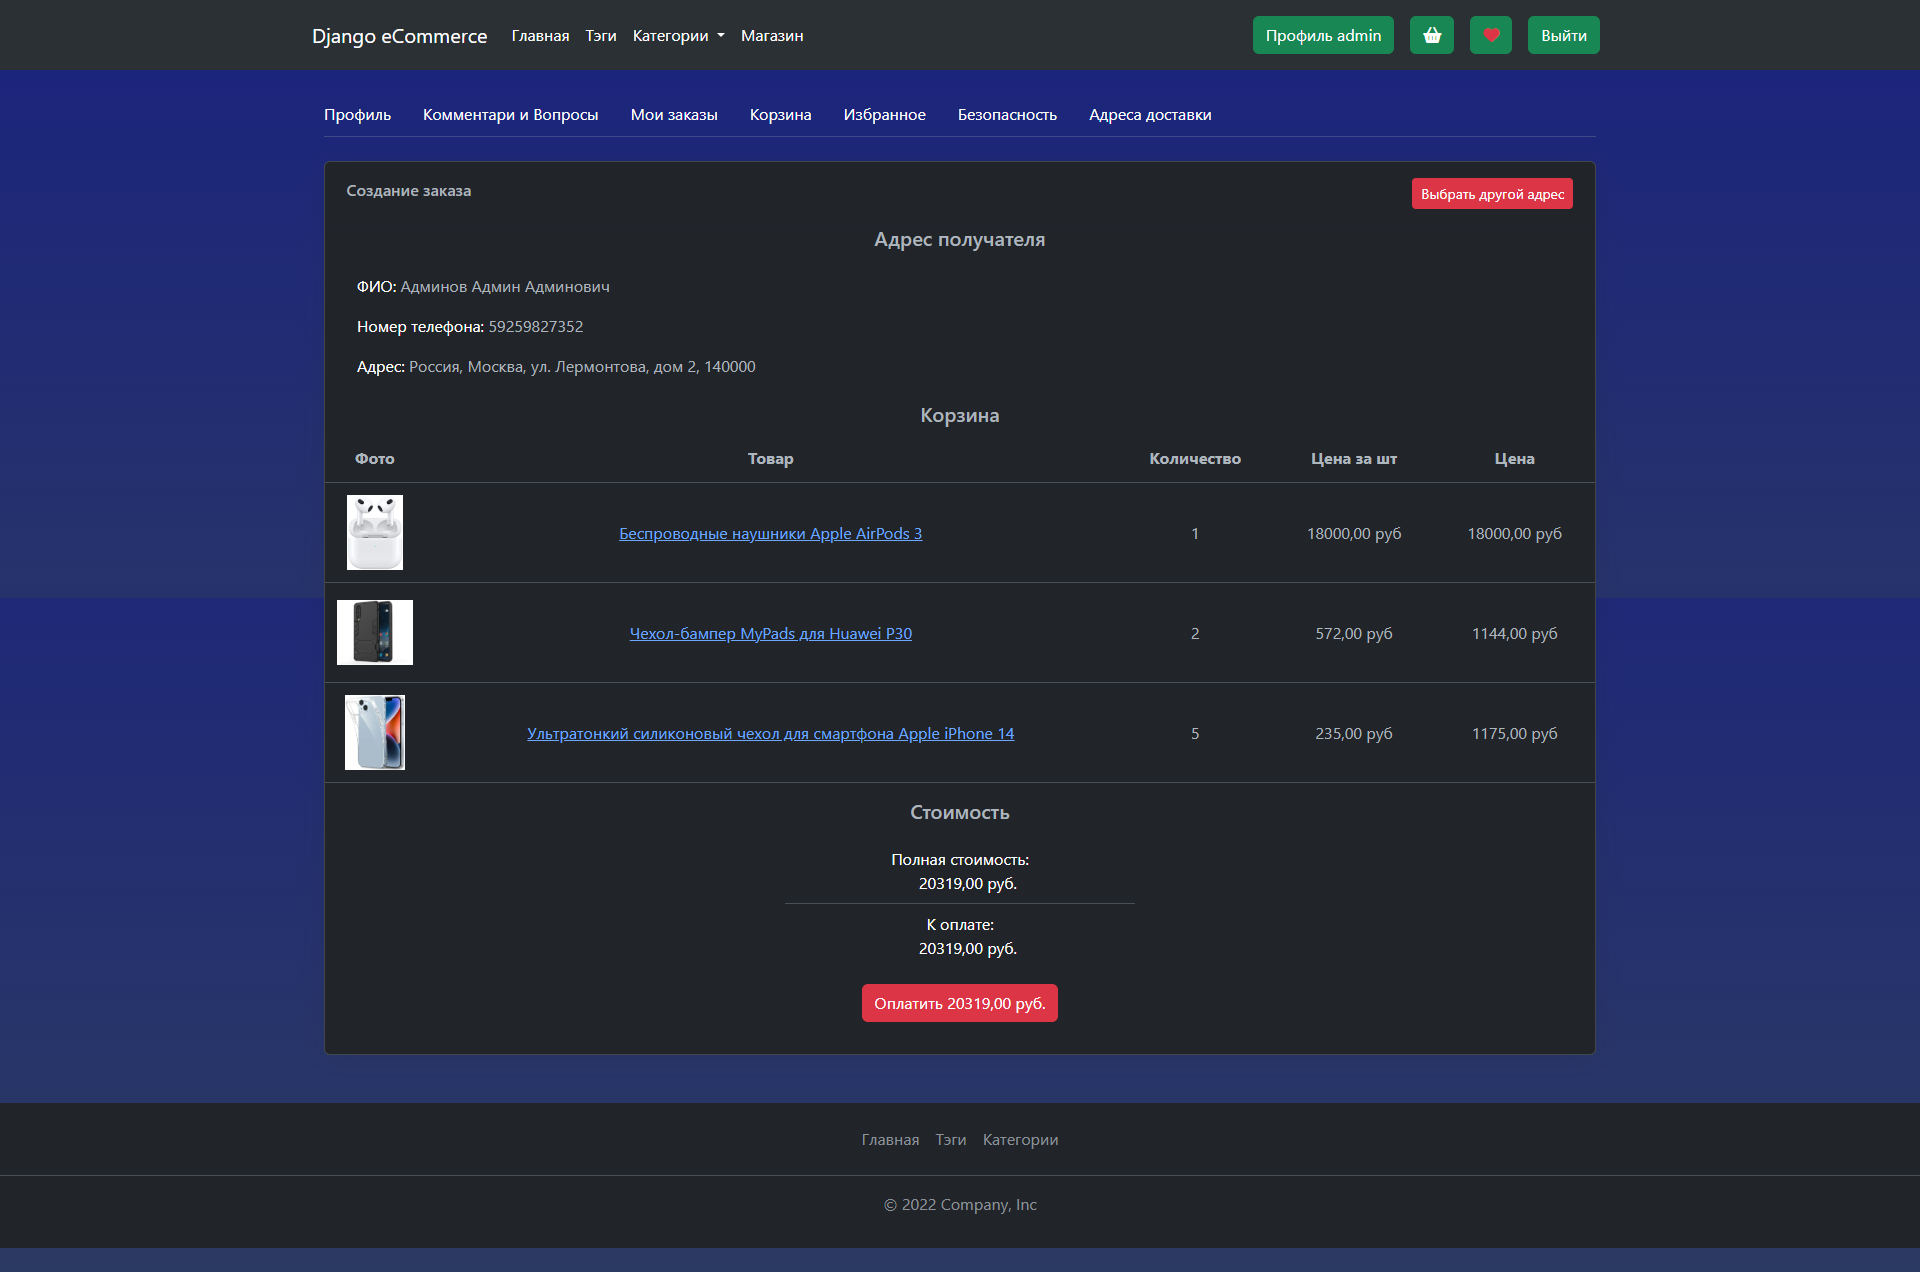 Django eCommerce Главная Тэги Категории Магазин Профиль admin Выйти
Профиль Комментари и Вопросы Мои заказы Корзина Избранное Безопасность Адреса доставки
Создание заказа Выбрать другой адрес
Адрес получателя
ФИО: Админов Админ Админович
Номер телефона: 59259827352
Адрес: Россия, Москва, ул. Лермонтова, дом 2, 140000
Корзина
Фото Товар Количество Цена за шт Цена
Беспроводные наушники Apple AirPods 3 1 18000,00 руб 18000,00 руб
Чехол-бампер MyPads для Huawei P30 2 572,00 руб 1144,00 руб
Ультратонкий силиконовый чехол для смартфона Apple iPhone 14 5 235,00 руб 1175,00 руб
Стоимость
Полная стоимость:
20319,00 руб.
К оплате:
20319,00 руб.
Оплатить 20319,00 руб.
Главная Тэги Категории
© 2022 Company, Inc